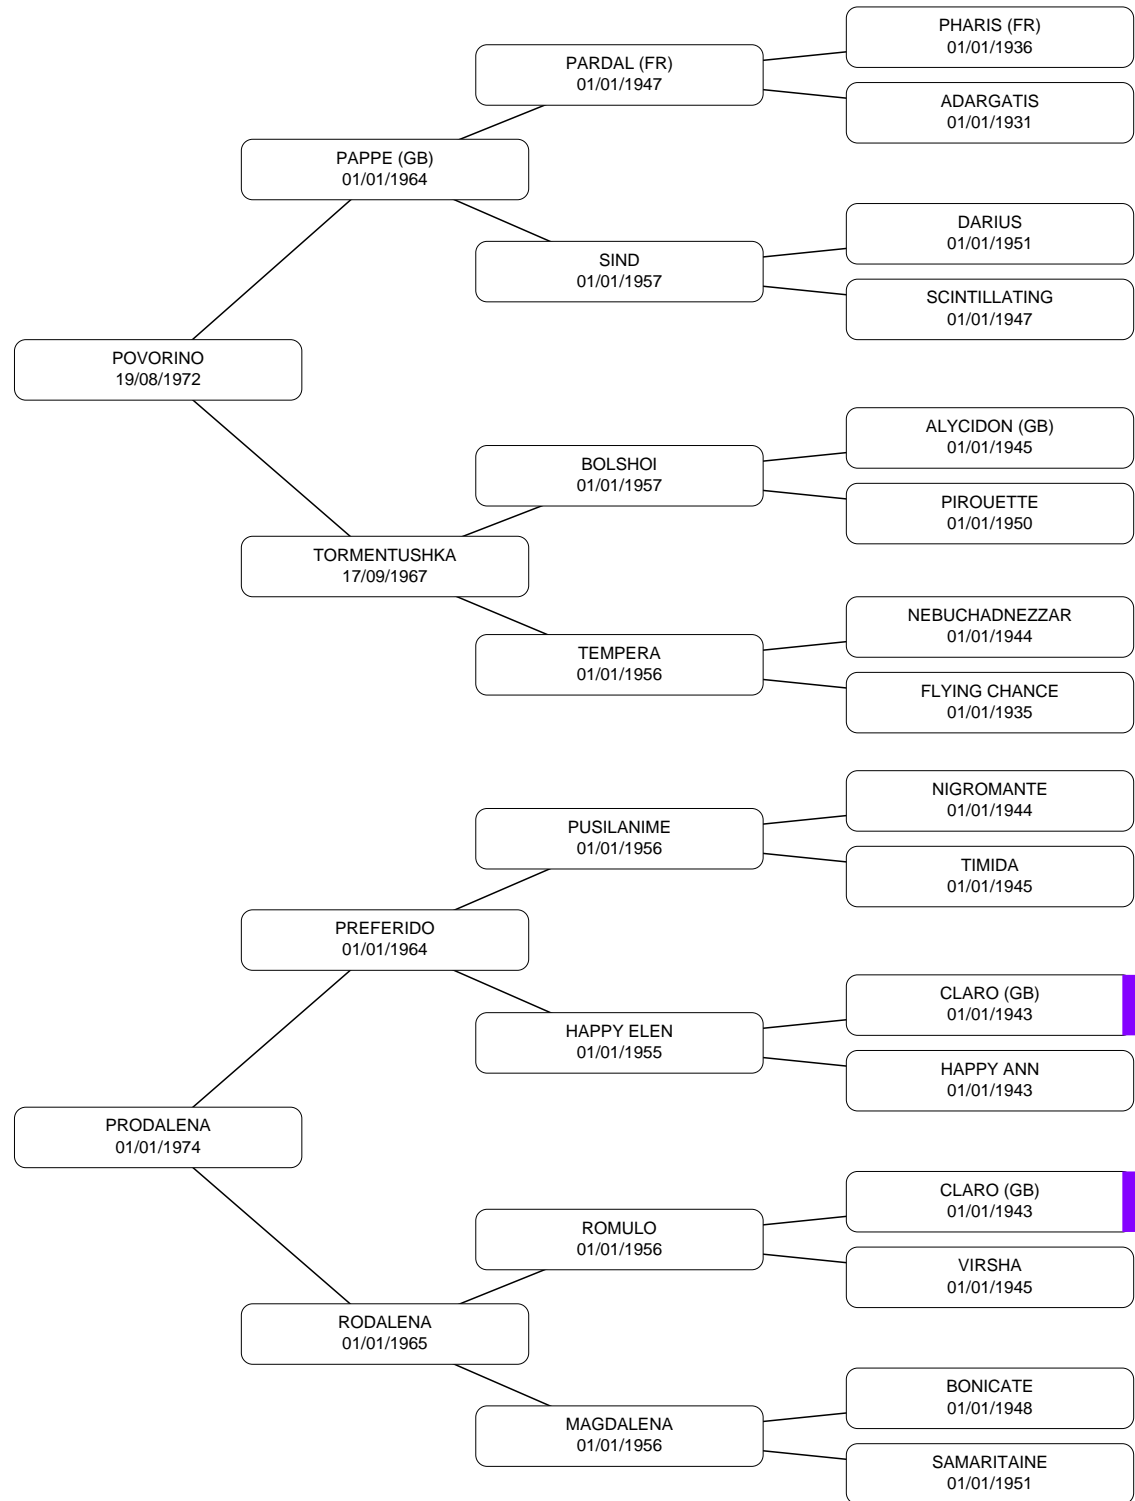 PHARIS (FR)
01/01/1936
PARDAL (FR)
01/01/1947
ADARGATIS
01/01/1931
PAPPE (GB)
01/01/1964
DARIUS
01/01/1951
SIND
01/01/1957
SCINTILLATING
01/01/1947
POVORINO
19/08/1972
ALYCIDON (GB)
01/01/1945
BOLSHOI
01/01/1957
PIROUETTE
01/01/1950
TORMENTUSHKA
17/09/1967
NEBUCHADNEZZAR
01/01/1944
TEMPERA
01/01/1956
FLYING CHANCE
01/01/1935
NIGROMANTE
01/01/1944
PUSILANIME
01/01/1956
TIMIDA
01/01/1945
PREFERIDO
01/01/1964
CLARO (GB)
01/01/1943
HAPPY ELEN
01/01/1955
HAPPY ANN
01/01/1943
PRODALENA
01/01/1974
CLARO (GB)
01/01/1943
ROMULO
01/01/1956
VIRSHA
01/01/1945
RODALENA
01/01/1965
BONICATE
01/01/1948
MAGDALENA
01/01/1956
SAMARITAINE
01/01/1951